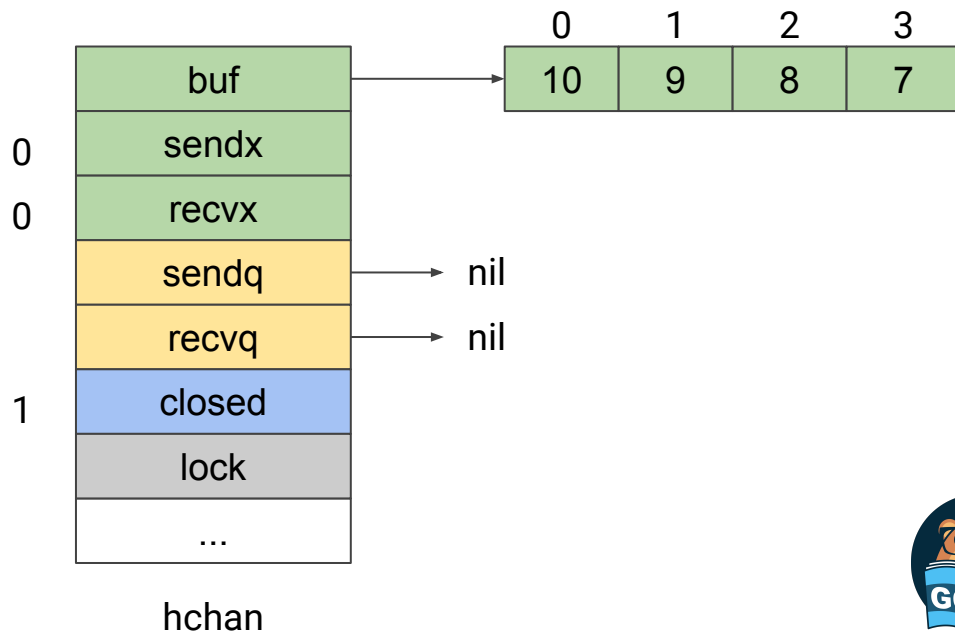 0 1 2 3
buf 10 9 8 7
0 sendx
0 recvx
sendq nil
recvq nil
1 closed
lock
...
hchan